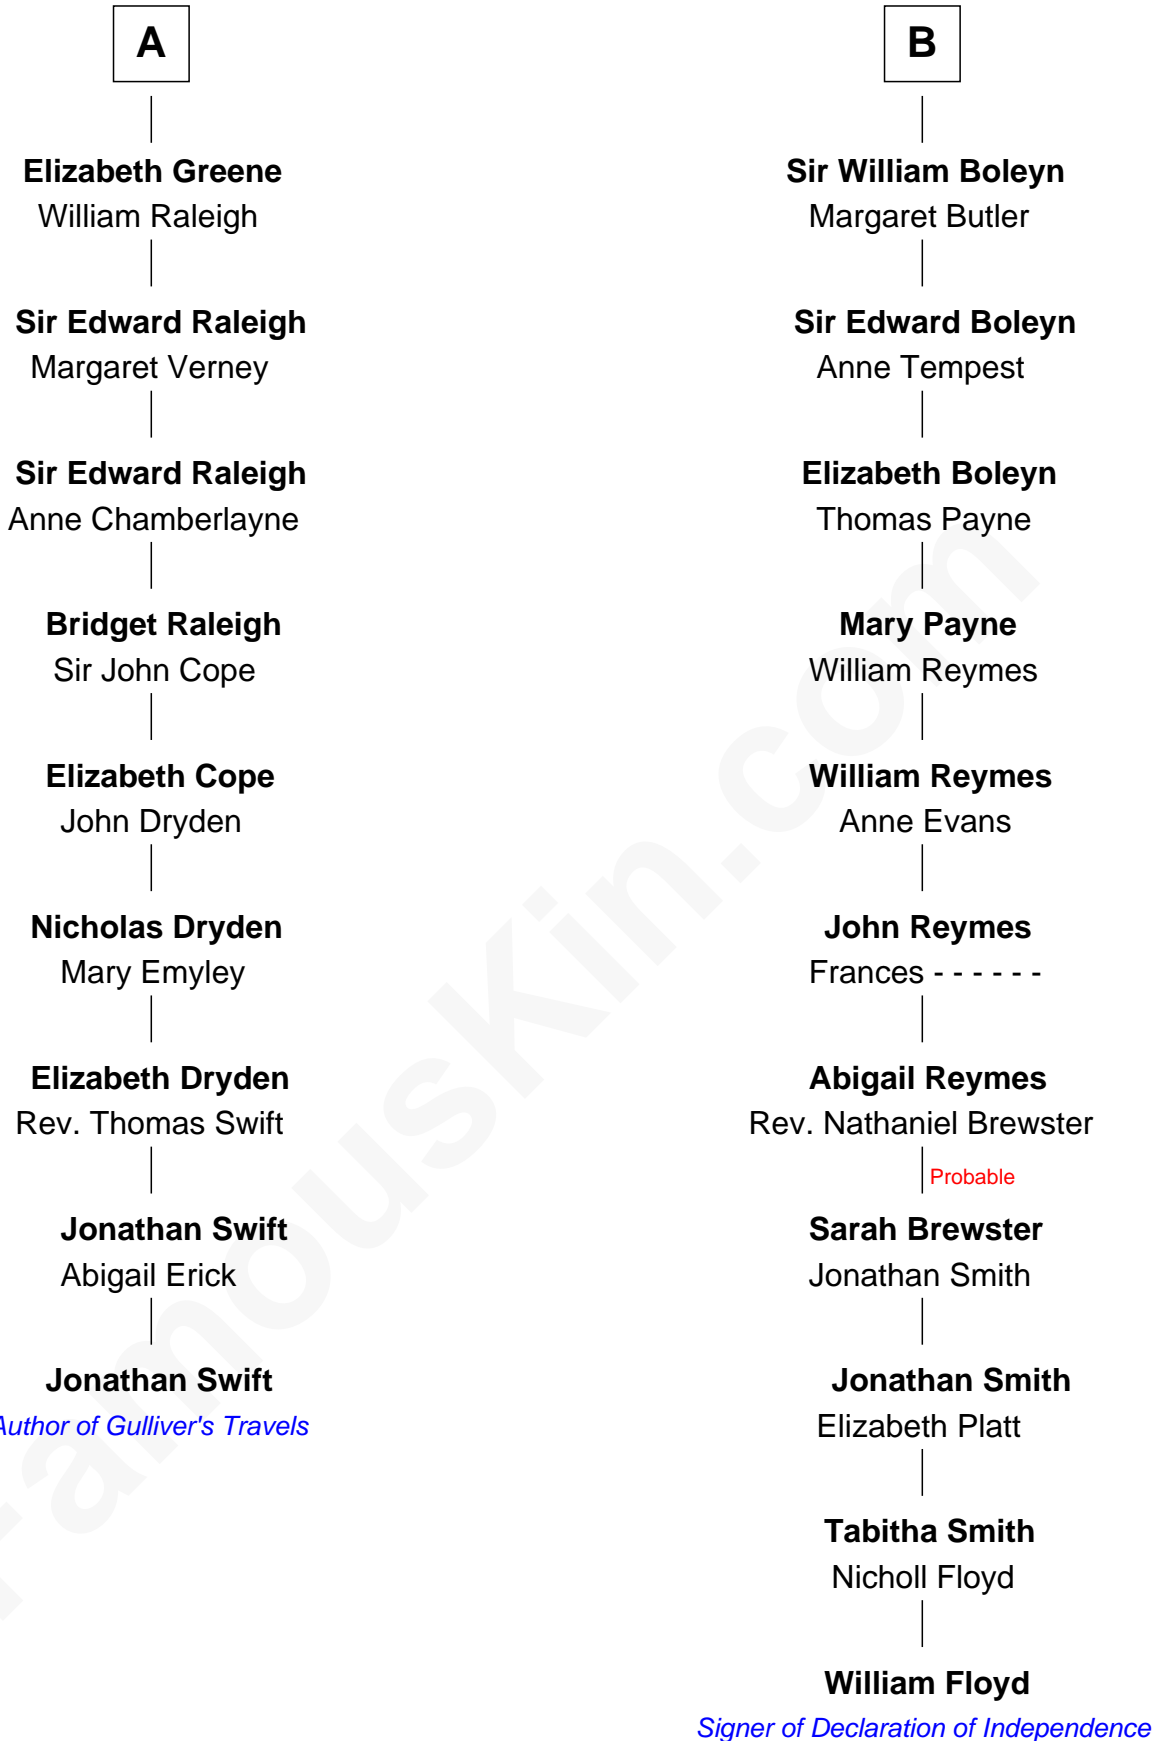 A
Elizabeth Greene
William Raleigh
Sir Edward Raleigh
Margaret Verney
Sir Edward Raleigh
Anne Chamberlayne
Bridget Raleigh
Sir John Cope
Elizabeth Cope
John Dryden
Nicholas Dryden
Mary Emyley
Elizabeth Dryden
Rev. Thomas Swift
Jonathan Swift
Abigail Erick
Jonathan Swift
Author of Gulliver's Travels
B
Sir William Boleyn
Margaret Butler
Sir Edward Boleyn
Anne Tempest
Elizabeth Boleyn
Thomas Payne
Mary Payne
William Reymes
William Reymes
Anne Evans
John Reymes
Frances - - - - - -
Abigail Reymes
Rev. Nathaniel Brewster
Probable
Sarah Brewster
Jonathan Smith
Jonathan Smith
Elizabeth Platt
Tabitha Smith
Nicholl Floyd
William Floyd
Signer of Declaration of Independence
FamousKin.com